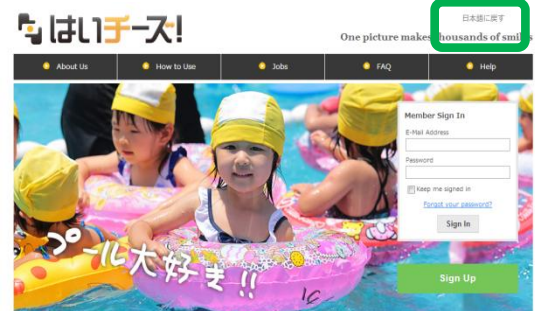 はいチーズ!
日本語に戻す
One picture makes thousands of smiles
About Us
How to Use
Jobs
FAQ
Help
Member Sign In
E-Mail Address
Password
Keep me signed in
Forgot your password?
Sign In
プール大好き!!
Sign Up